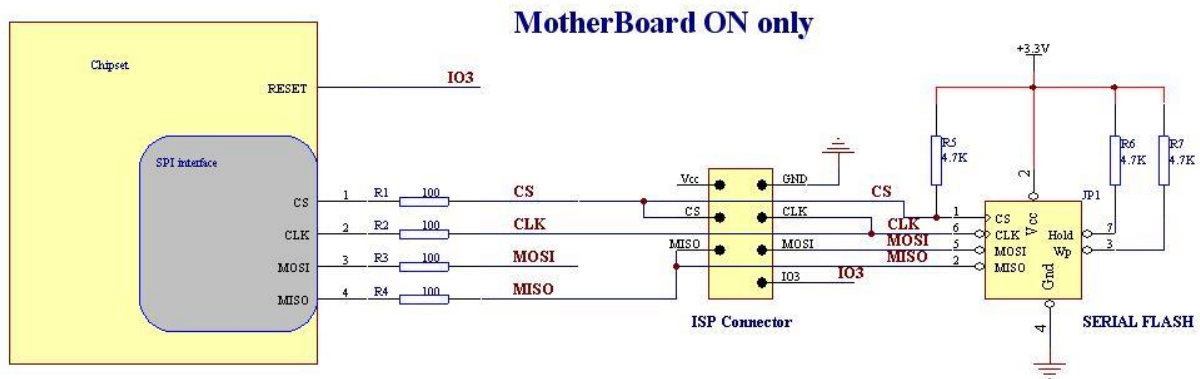 MotherBoard ON only
Chipset
RESET
IO3
SPI interface
CS
1
R1
100
CS
CLK
2
R2
100
CLK
MOSI
3
R3
100
MOSI
MISO
4
R4
100
MISO
Vcc
GND
CS
CLK
MISO
MOSI
IO3
IO3
ISP Connector
CS
CLK
MOSI
MISO
+3.3V
R5
4.7K
R6
4.7K
R7
4.7K
2
JP1
1
CS
6
CLK
5
MOSI
2
MISO
Vcc
Hold
7
Wp
3
Gnd
4
SERIAL FLASH